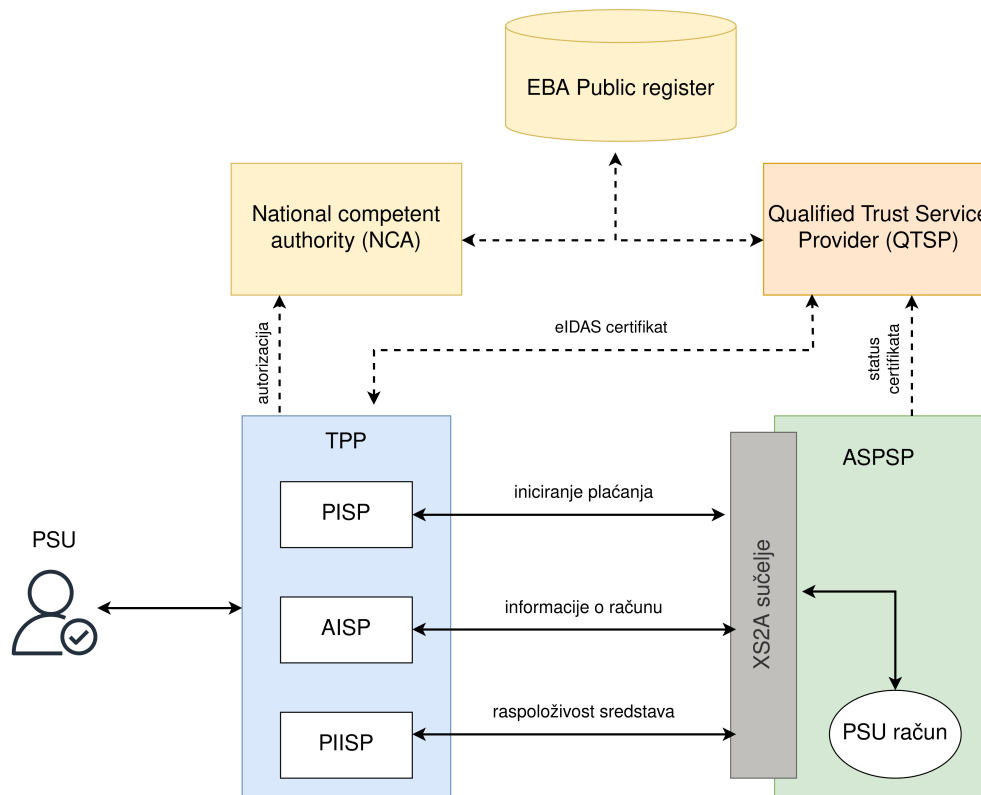 EBA Public register
National competent
authority (NCA)
Qualified Trust Service
Provider (QTSP)
autorizacija
eIDAS certifikat
status
certifikata
TPP
ASPSP
PISP
iniciranje plaćanja
PSU
XS2A sučelje
AISP
informacije o računu
PIISP
raspoloživost sredstava
PSU račun